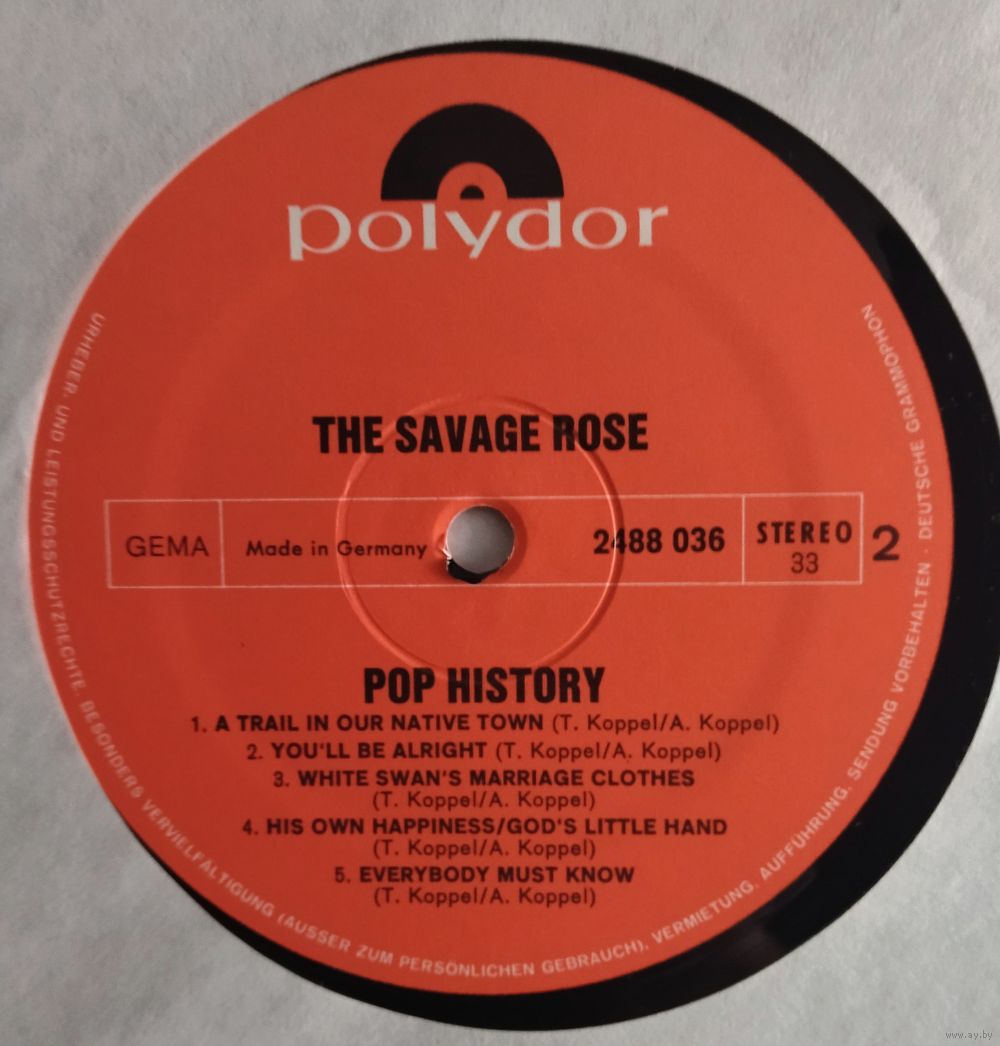 polydor
THE SAVAGE ROSE
GEMA
Made in Germany
2488 036
STEREO
33
2
POP HISTORY
1. A TRAIL IN OUR NATIVE TOWN (T. Koppel/A. Koppel)
2. YOU'LL BE ALRIGHT (T. Koppel/A. Koppel)
3. WHITE SWAN'S MARRIAGE CLOTHES
(T. Koppel/A. Koppel)
4. HIS OWN HAPPINESS/GOD'S LITTLE HAND
(T. Koppel/A. Koppel)
5. EVERYBODY MUST KNOW
(T. Koppel/A. Koppel)
URHEBER- UND LEISTUNGSSCHUTZRECHTE, BESONDERS VERVIELFÄLTIGUNG (AUSSER ZUM PERSÖNLICHEN GEBRAUCH), VERMIETUNG, AUFFÜHRUNG, SENDUNG VORBEHALTEN · DEUTSCHE GRAMMOPHON
www.ay.by